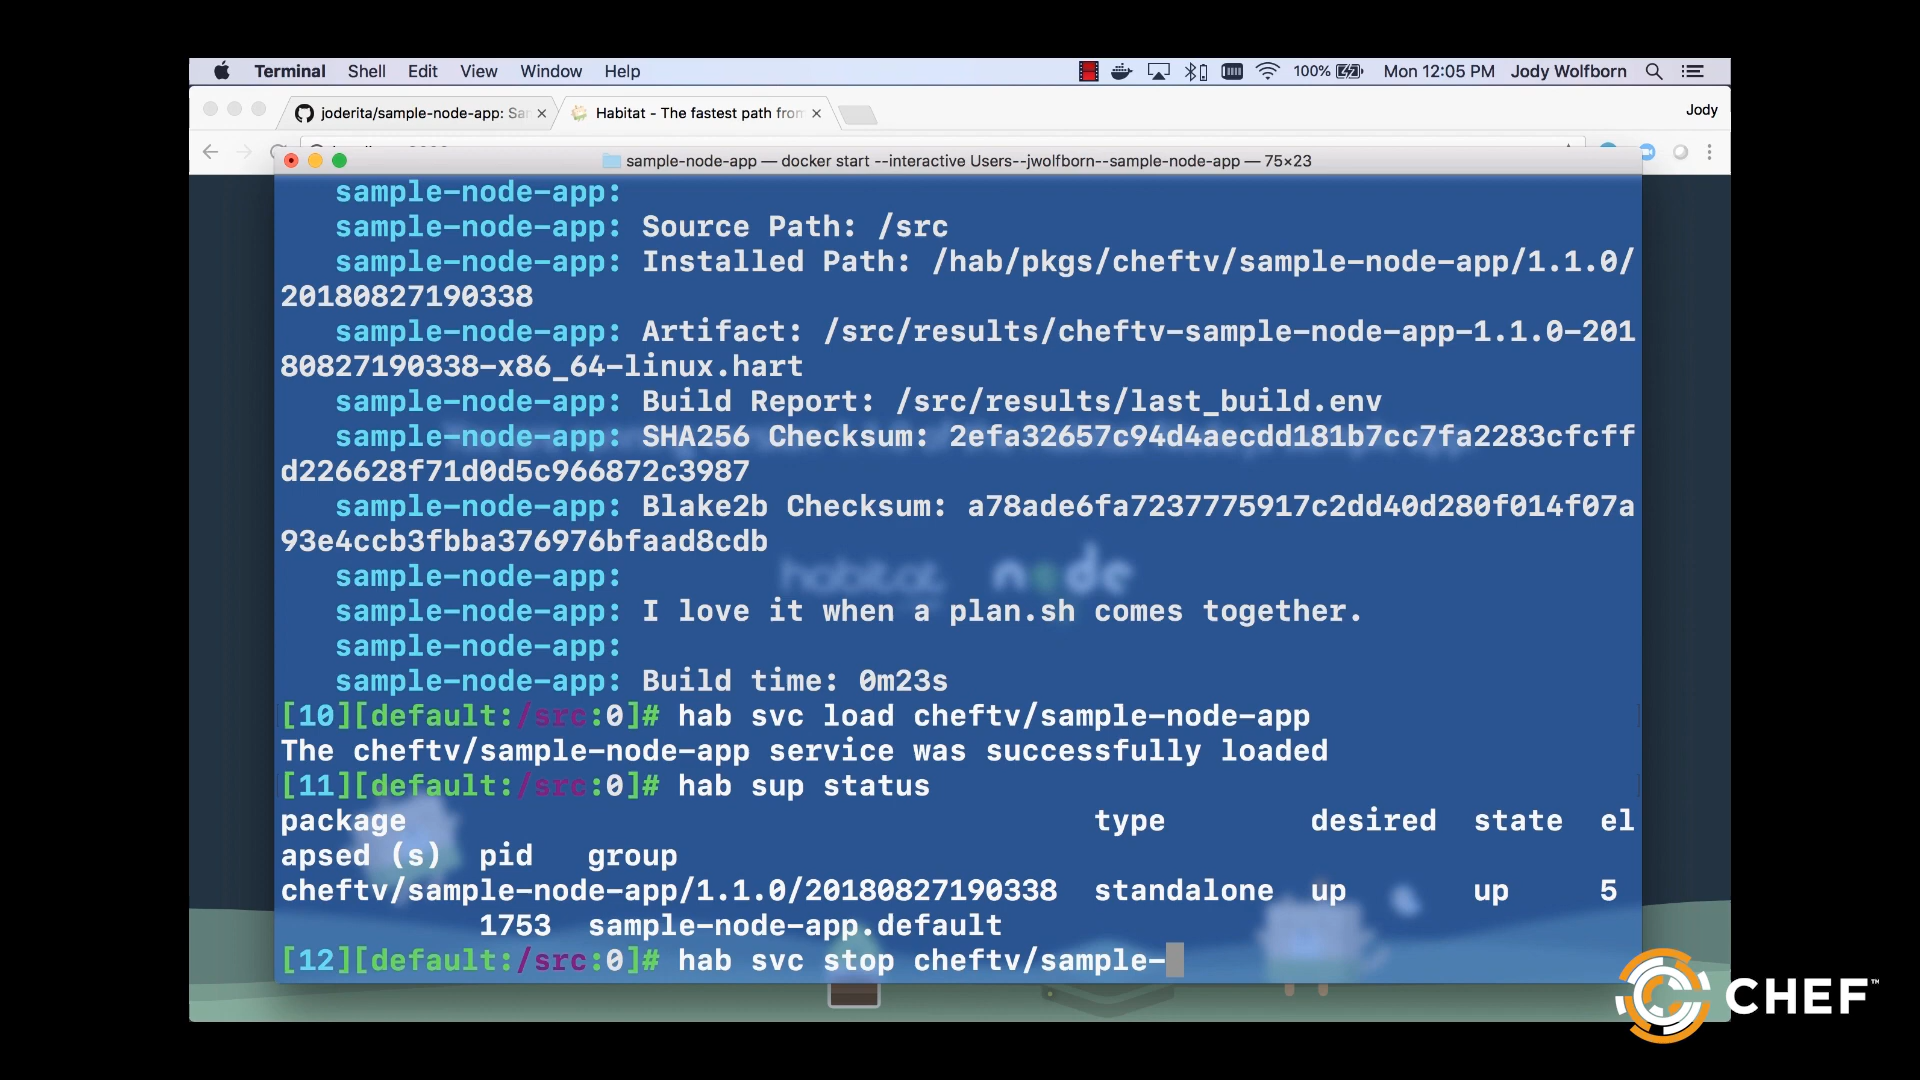 Terminal Shell Edit View Window Help 100% Mon 12:05 PM Jody Wolfborn
joderita/sample-node-app: Sa Habitat - The fastest path from Jody
sample-node-app — docker start --interactive Users--jwolfborn--sample-node-app — 75×23
sample-node-app:
sample-node-app: Source Path: /src
sample-node-app: Installed Path: /hab/pkgs/cheftv/sample-node-app/1.1.0/
20180827190338
sample-node-app: Artifact: /src/results/cheftv-sample-node-app-1.1.0-201
80827190338-x86_64-linux.hart
sample-node-app: Build Report: /src/results/last_build.env
sample-node-app: SHA256 Checksum: 2efa32657c94d4aecdd181b7cc7fa2283cfcff
d226628f71d0d5c966872c3987
sample-node-app: Blake2b Checksum: a78ade6fa7237775917c2dd40d280f014f07a
93e4ccb3fbba376976bfaad8cdb
habitat node
sample-node-app:
sample-node-app: I love it when a plan.sh comes together.
sample-node-app:
sample-node-app: Build time: 0m23s
[10][default:/src:0]# hab svc load cheftv/sample-node-app
The cheftv/sample-node-app service was successfully loaded
[11][default:/src:0]# hab sup status
package type desired state el
apsed (s) pid group
cheftv/sample-node-app/1.1.0/20180827190338 standalone up up 5
1753 sample-node-app.default
[12][default:/src:0]# hab svc stop cheftv/sample-
CHEF™